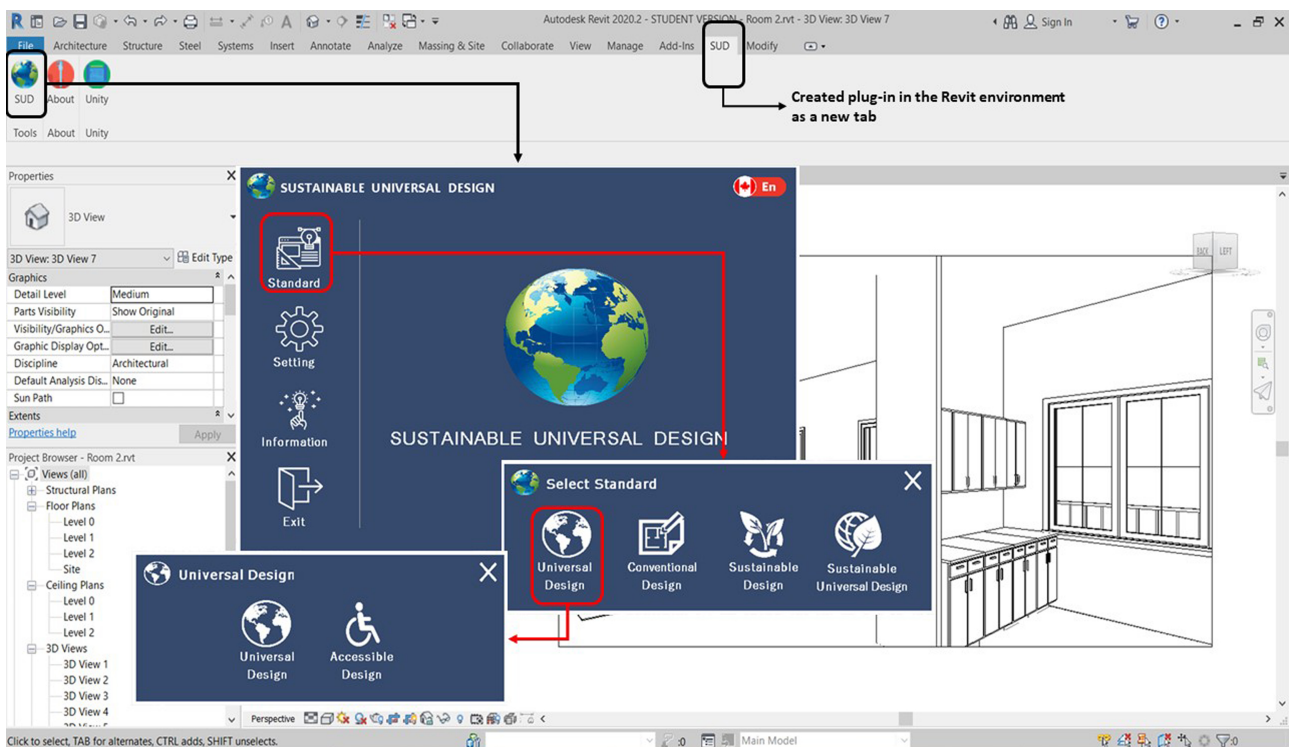 Autodesk Revit 2020.2 - STUDENT VERSION - Room 2.rvt - 3D View: 3D View 7
Sign In
File Architecture Structure Steel Systems Insert Annotate Analyze Massing & Site Collaborate View Manage Add-Ins SUD Modify
SUD About Unity
Tools About Unity
Created plug-in in the Revit environment
as a new tab
Properties
3D View
3D View: 3D View 7
Edit Type
Graphics
Detail Level Medium
Parts Visibility Show Original
Visibility/Graphics O... Edit...
Graphic Display Opt... Edit...
Discipline Architectural
Default Analysis Dis... None
Sun Path
Extents
Properties help
Apply
Project Browser - Room 2.rvt
Views (all)
Structural Plans
Floor Plans
Level 0
Level 1
Level 2
Site
Ceiling Plans
Level 0
Level 1
Level 2
3D Views
3D View 1
3D View 2
3D View 3
3D View 4
SUSTAINABLE UNIVERSAL DESIGN
En
Standard
Setting
Information
Exit
SUSTAINABLE UNIVERSAL DESIGN
BACK LEFT
Select Standard
Universal
Design
Conventional
Design
Sustainable
Design
Sustainable
Universal Design
Universal Design
Universal
Design
Accessible
Design
Perspective
Click to select, TAB for alternates, CTRL adds, SHIFT unselects.
:0
Main Model
:0